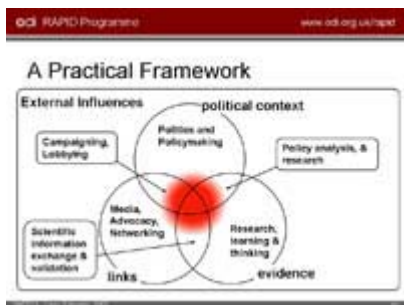 odi RAPID Programme
www.odi.org.uk/rapid
A Practical Framework
External Influences
political context
Politics and
Policymaking
Campaigning,
Lobbying
Policy analysis, &
research
Media,
Advocacy,
Networking
Research,
learning &
thinking
Scientific
information
exchange &
validation
links
evidence